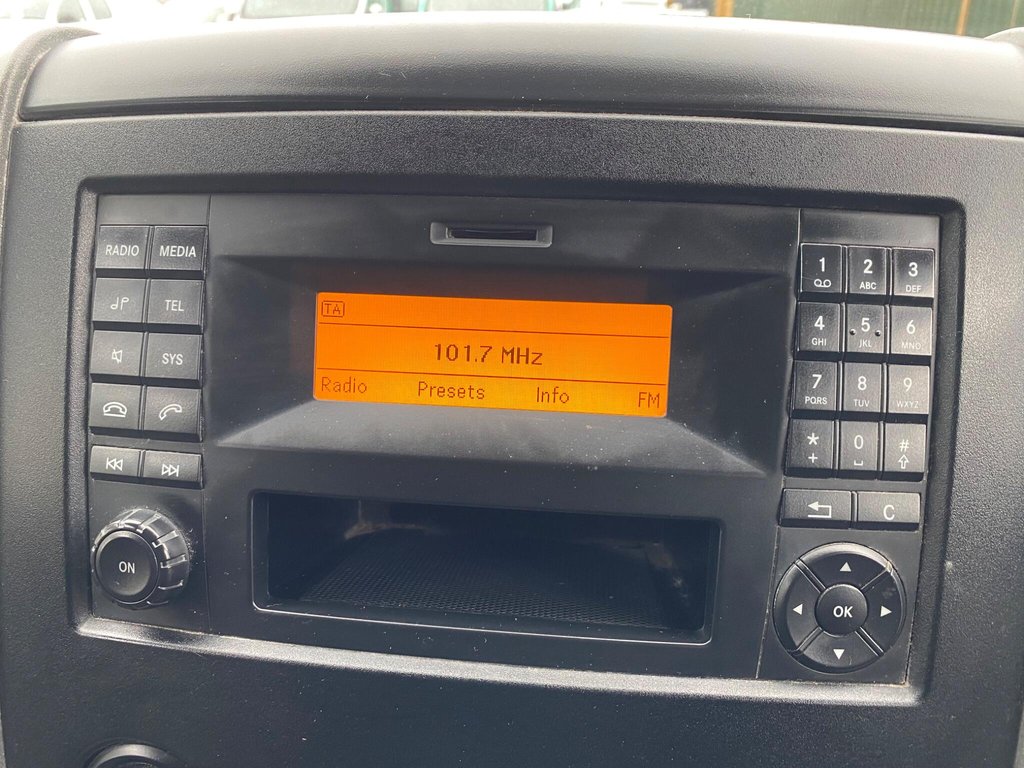 RADIO MEDIA
TEL
SYS
ON
TA
101.7 MHz
Radio Presets Info FM
1 2 ABC 3 DEF
4 GHI 5 JKL 6 MNO
7 PQRS 8 TUV 9 WXYZ
* + 0 #
C
OK